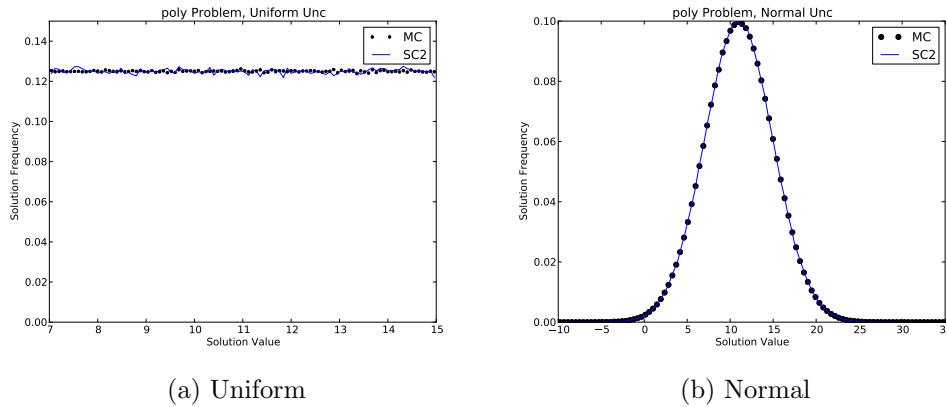 poly Problem, Uniform Unc
0.14
0.12
0.10
0.08
0.06
0.04
0.02
0.00
Solution Frequency
MC
SC2
7 8 9 10 11 12 13 14 15
Solution Value
(a) Uniform
poly Problem, Normal Unc
0.10
0.08
0.06
0.04
0.02
0.00
Solution Frequency
MC
SC2
−10 −5 0 5 10 15 20 25 30 35
Solution Value
(b) Normal